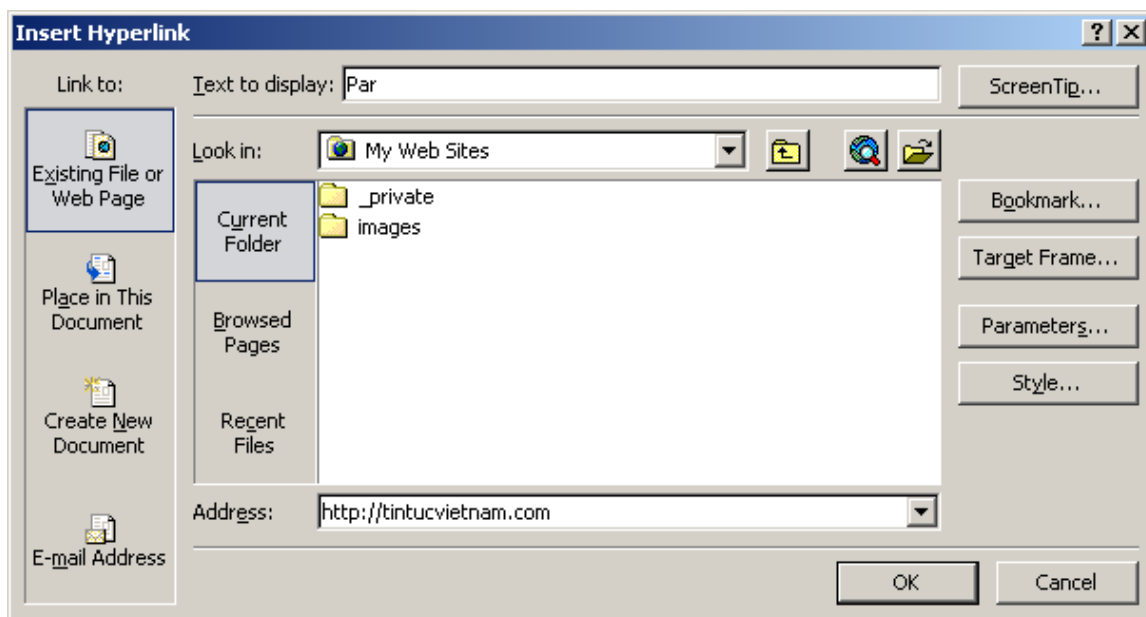 Insert Hyperlink
Link to:
Text to display: Par
ScreenTip...
Existing File or
Web Page
Look in: My Web Sites
Current
Folder
_private
images
Bookmark...
Target Frame...
Place in This
Document
Browsed
Pages
Parameters...
Style...
Create New
Document
Recent
Files
Address: http://tintucvietnam.com
E-mail Address
OK
Cancel